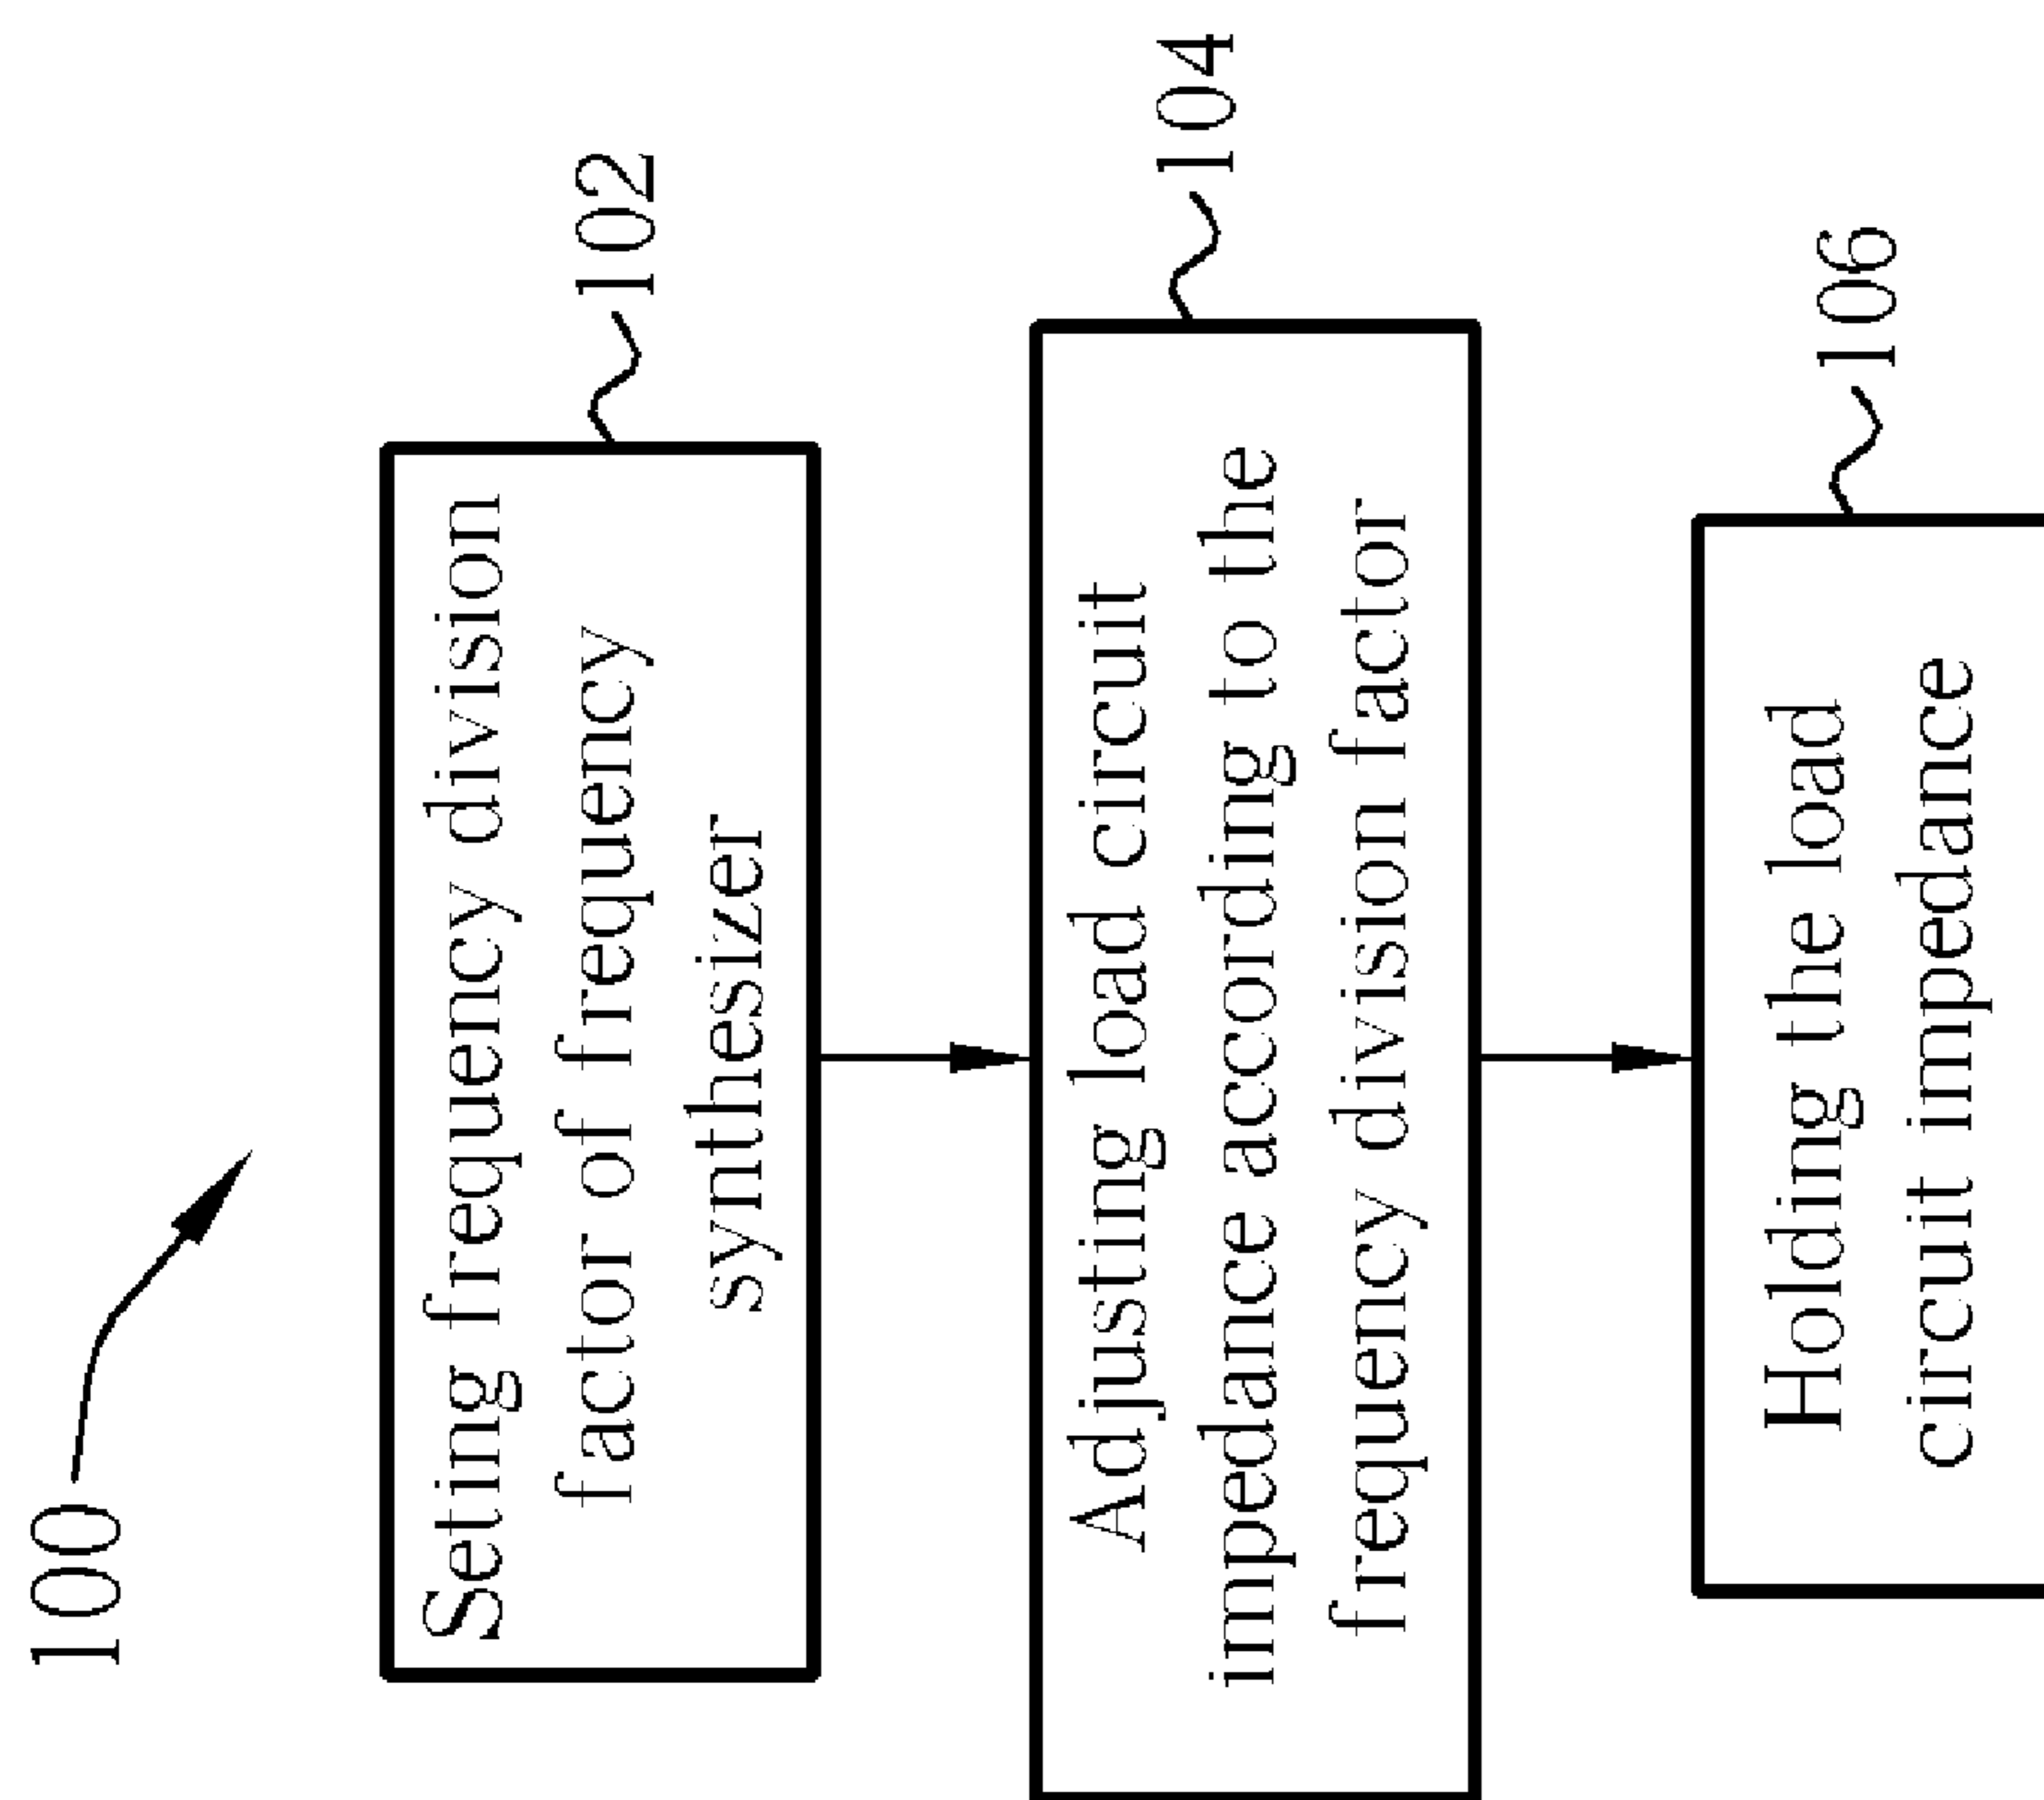 100
Seting frequency division
factor of frequency
synthesizer
102
Adjusting load circuit
impedance according to the
frequency division factor
104
Holding the load
circuit impedance
106